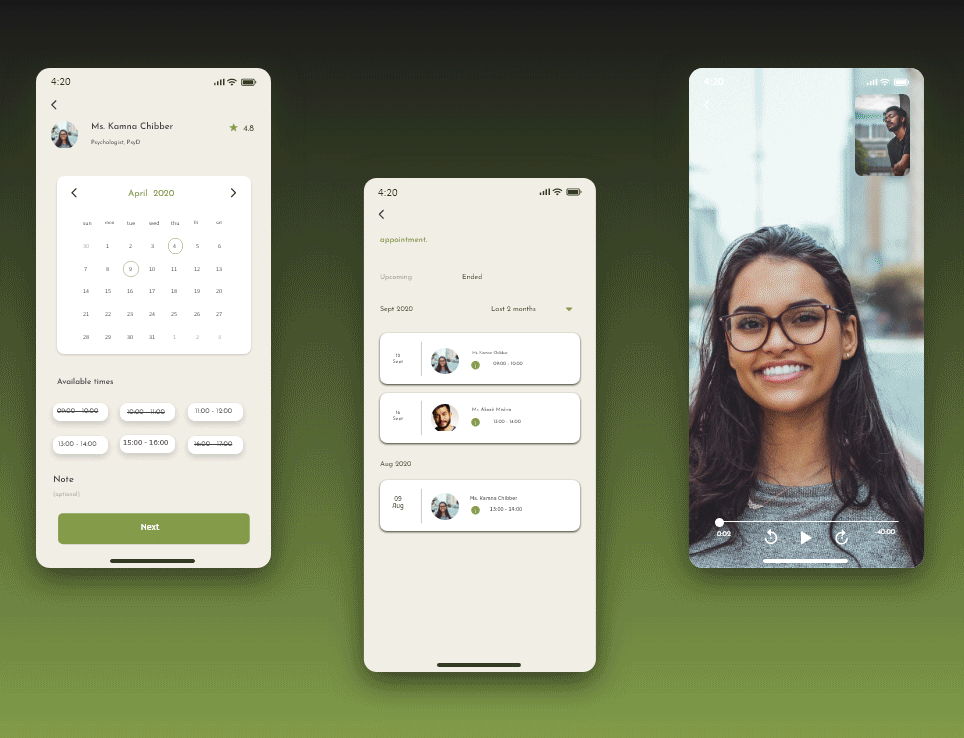 4:20
Ms. Kamna Chibber
4.8
Psychologist, PsyD
April 2020
sun mon tue wed thu fri sat
30 1 2 3 4 5 6
7 8 9 10 11 12 13
14 15 16 17 18 19 20
21 22 23 24 25 26 27
28 29 30 31 1 2 3
Available times
09:00 - 10:00 10:00 - 11:00 11:00 - 12:00
13:00 - 14:00 15:00 - 16:00 16:00 - 17:00
Note
(optional)
Next
4:20
appointment.
Upcoming Ended
Sept 2020 Last 2 months
Ms. Kamna Chibber
Sept
09:00 - 10:00
16
Sept
13:00 - 14:00
Aug 2020
09
Aug
Ms. Kamna Chibber
13:00 - 14:00
4:20
0:02
-40:00